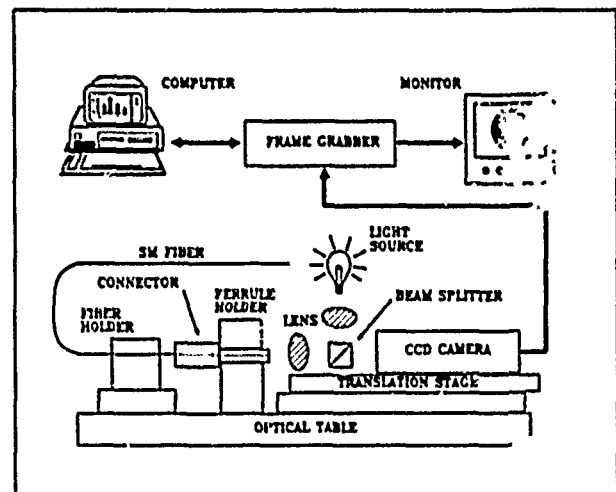 COMPUTER
MONITOR
FRAME GRABBER
LIGHT
SOURCE
SM FIBER
CONNECTOR
FERRULE
HOLDER
BEAM SPLITTER
FIBER
HOLDER
LENS
CCD CAMERA
TRANSLATION STAGE
OPTICAL TABLE